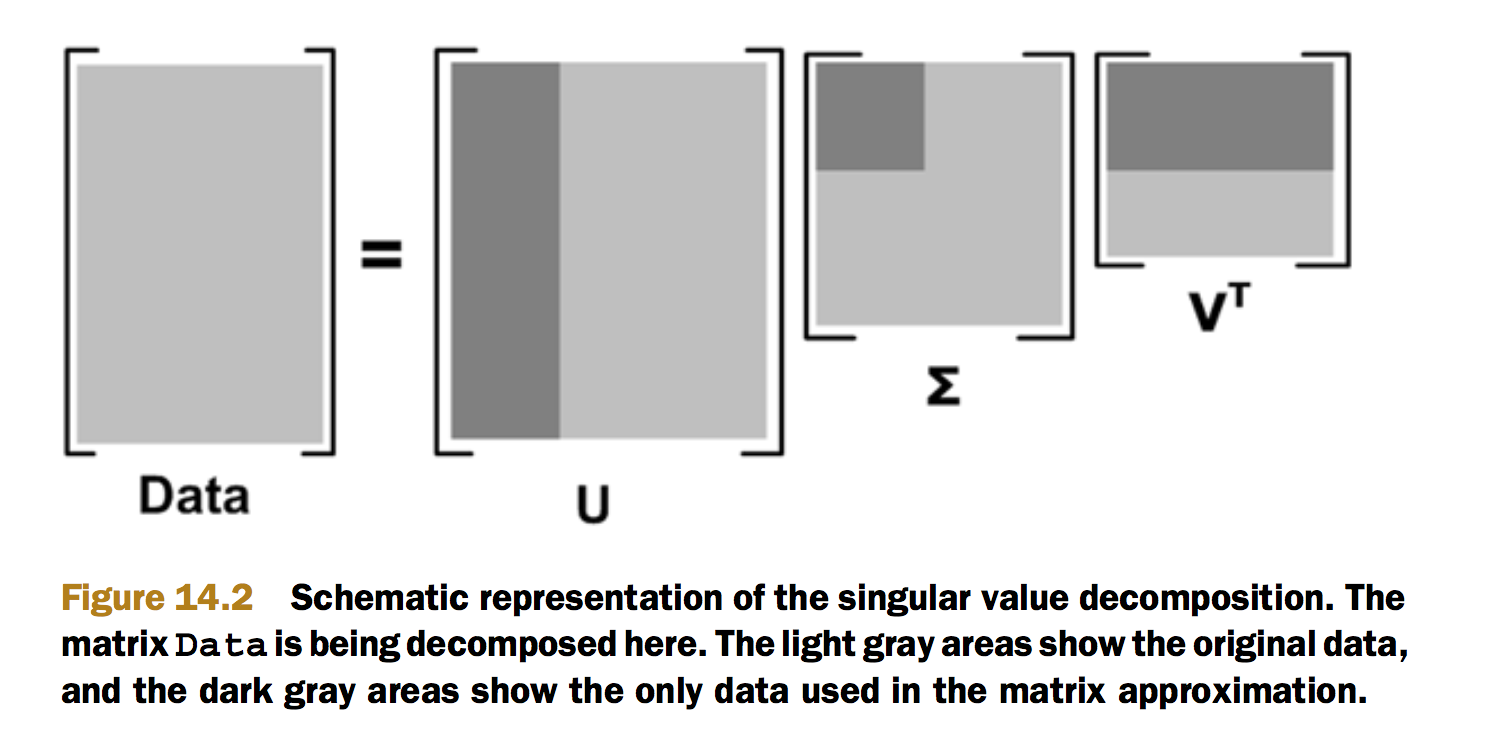 =
Data
U
Σ
Vᵀ
Figure 14.2 Schematic representation of the singular value decomposition. The
matrix Data is being decomposed here. The light gray areas show the original data,
and the dark gray areas show the only data used in the matrix approximation.